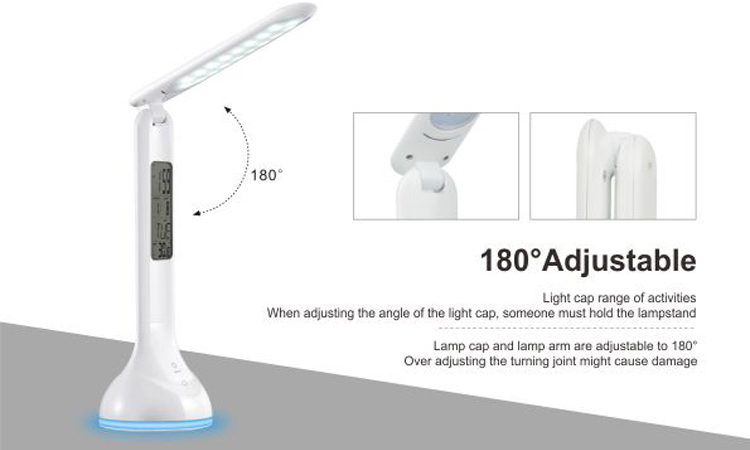 180°
180°Adjustable
Light cap range of activities
When adjusting the angle of the light cap, someone must hold the lampstand
Lamp cap and lamp arm are adjustable to 180°
Over adjusting the turning joint might cause damage